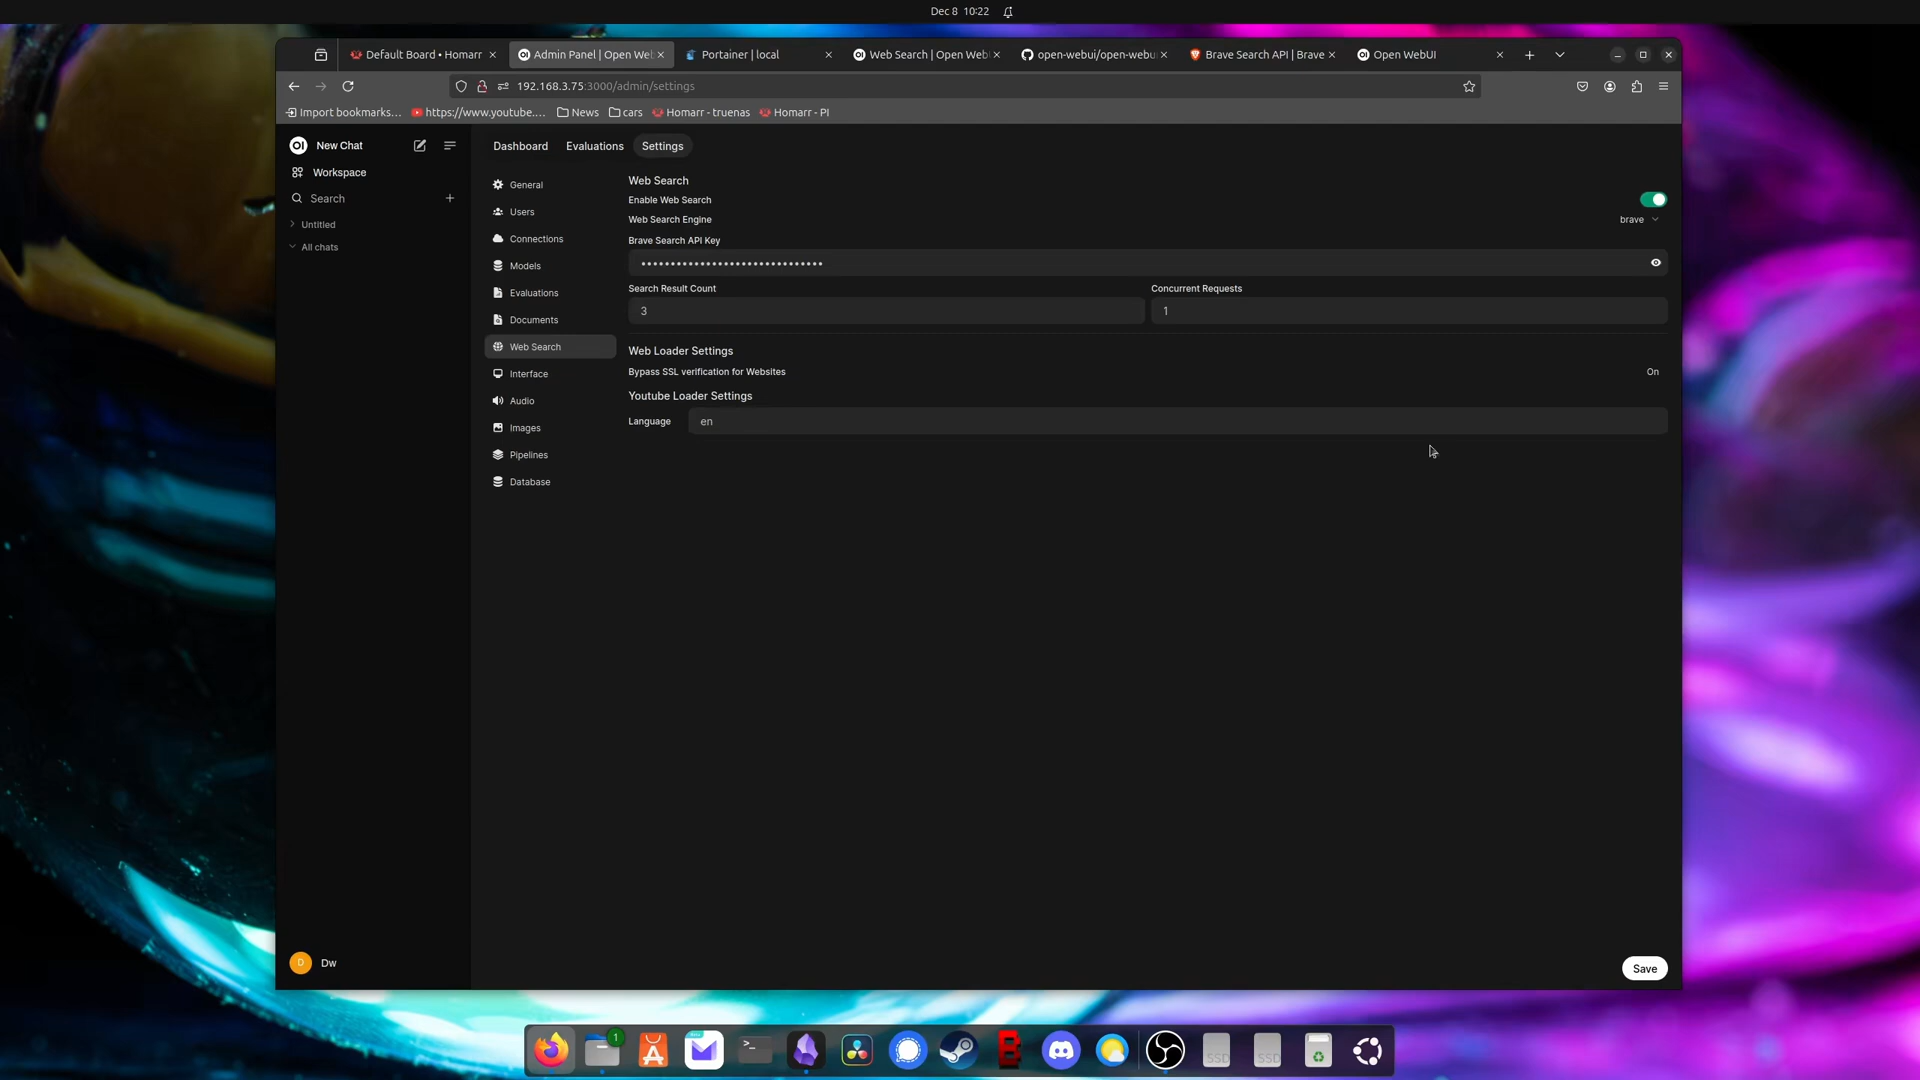 Dec 8 10:22
Default Board • Homarr
Admin Panel | Open Web
Portainer | local
Web Search | Open WebU
open-webui/open-webu
Brave Search API | Brave
Open WebUI
192.168.3.75:3000/admin/settings
Import bookmarks...
https://www.youtube....
News
cars
Homarr - truenas
Homarr - PI
OI New Chat
Workspace
Search
Untitled
All chats
Dashboard
Evaluations
Settings
General
Users
Connections
Models
Evaluations
Documents
Web Search
Interface
Audio
Images
Pipelines
Database
Web Search
Enable Web Search
Web Search Engine
brave
Brave Search API Key
•••••••••••••••••••••••••••••••
Search Result Count
Concurrent Requests
3
1
Web Loader Settings
Bypass SSL verification for Websites
On
Youtube Loader Settings
Language
en
D Dw
Save
1
SSD
SSD